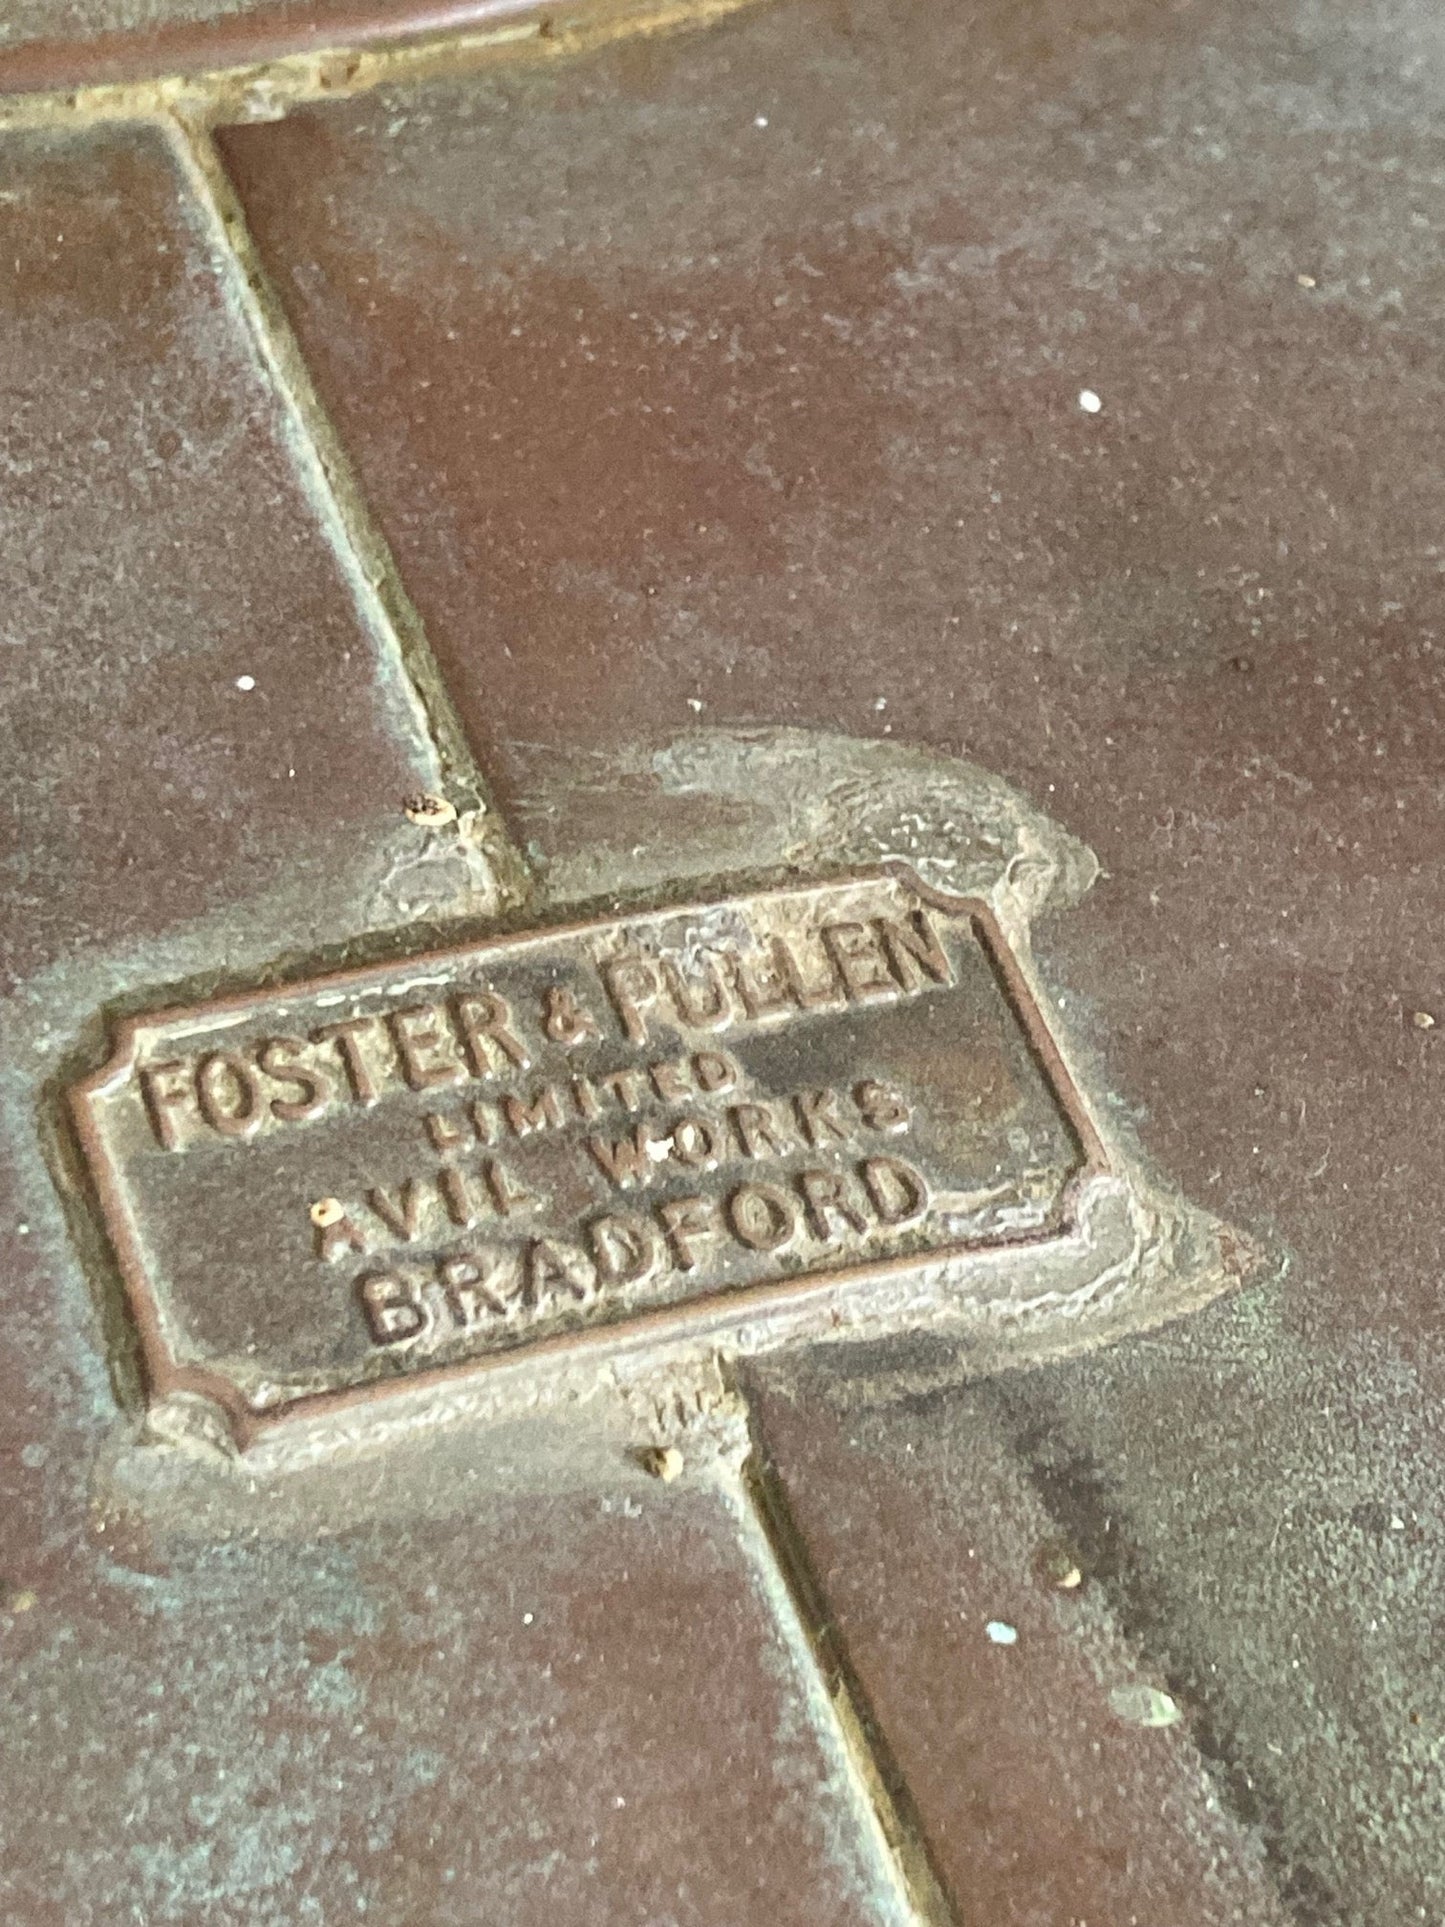 FOSTER & PULLEN
LIMITED
AVIL WORKS
BRADFORD